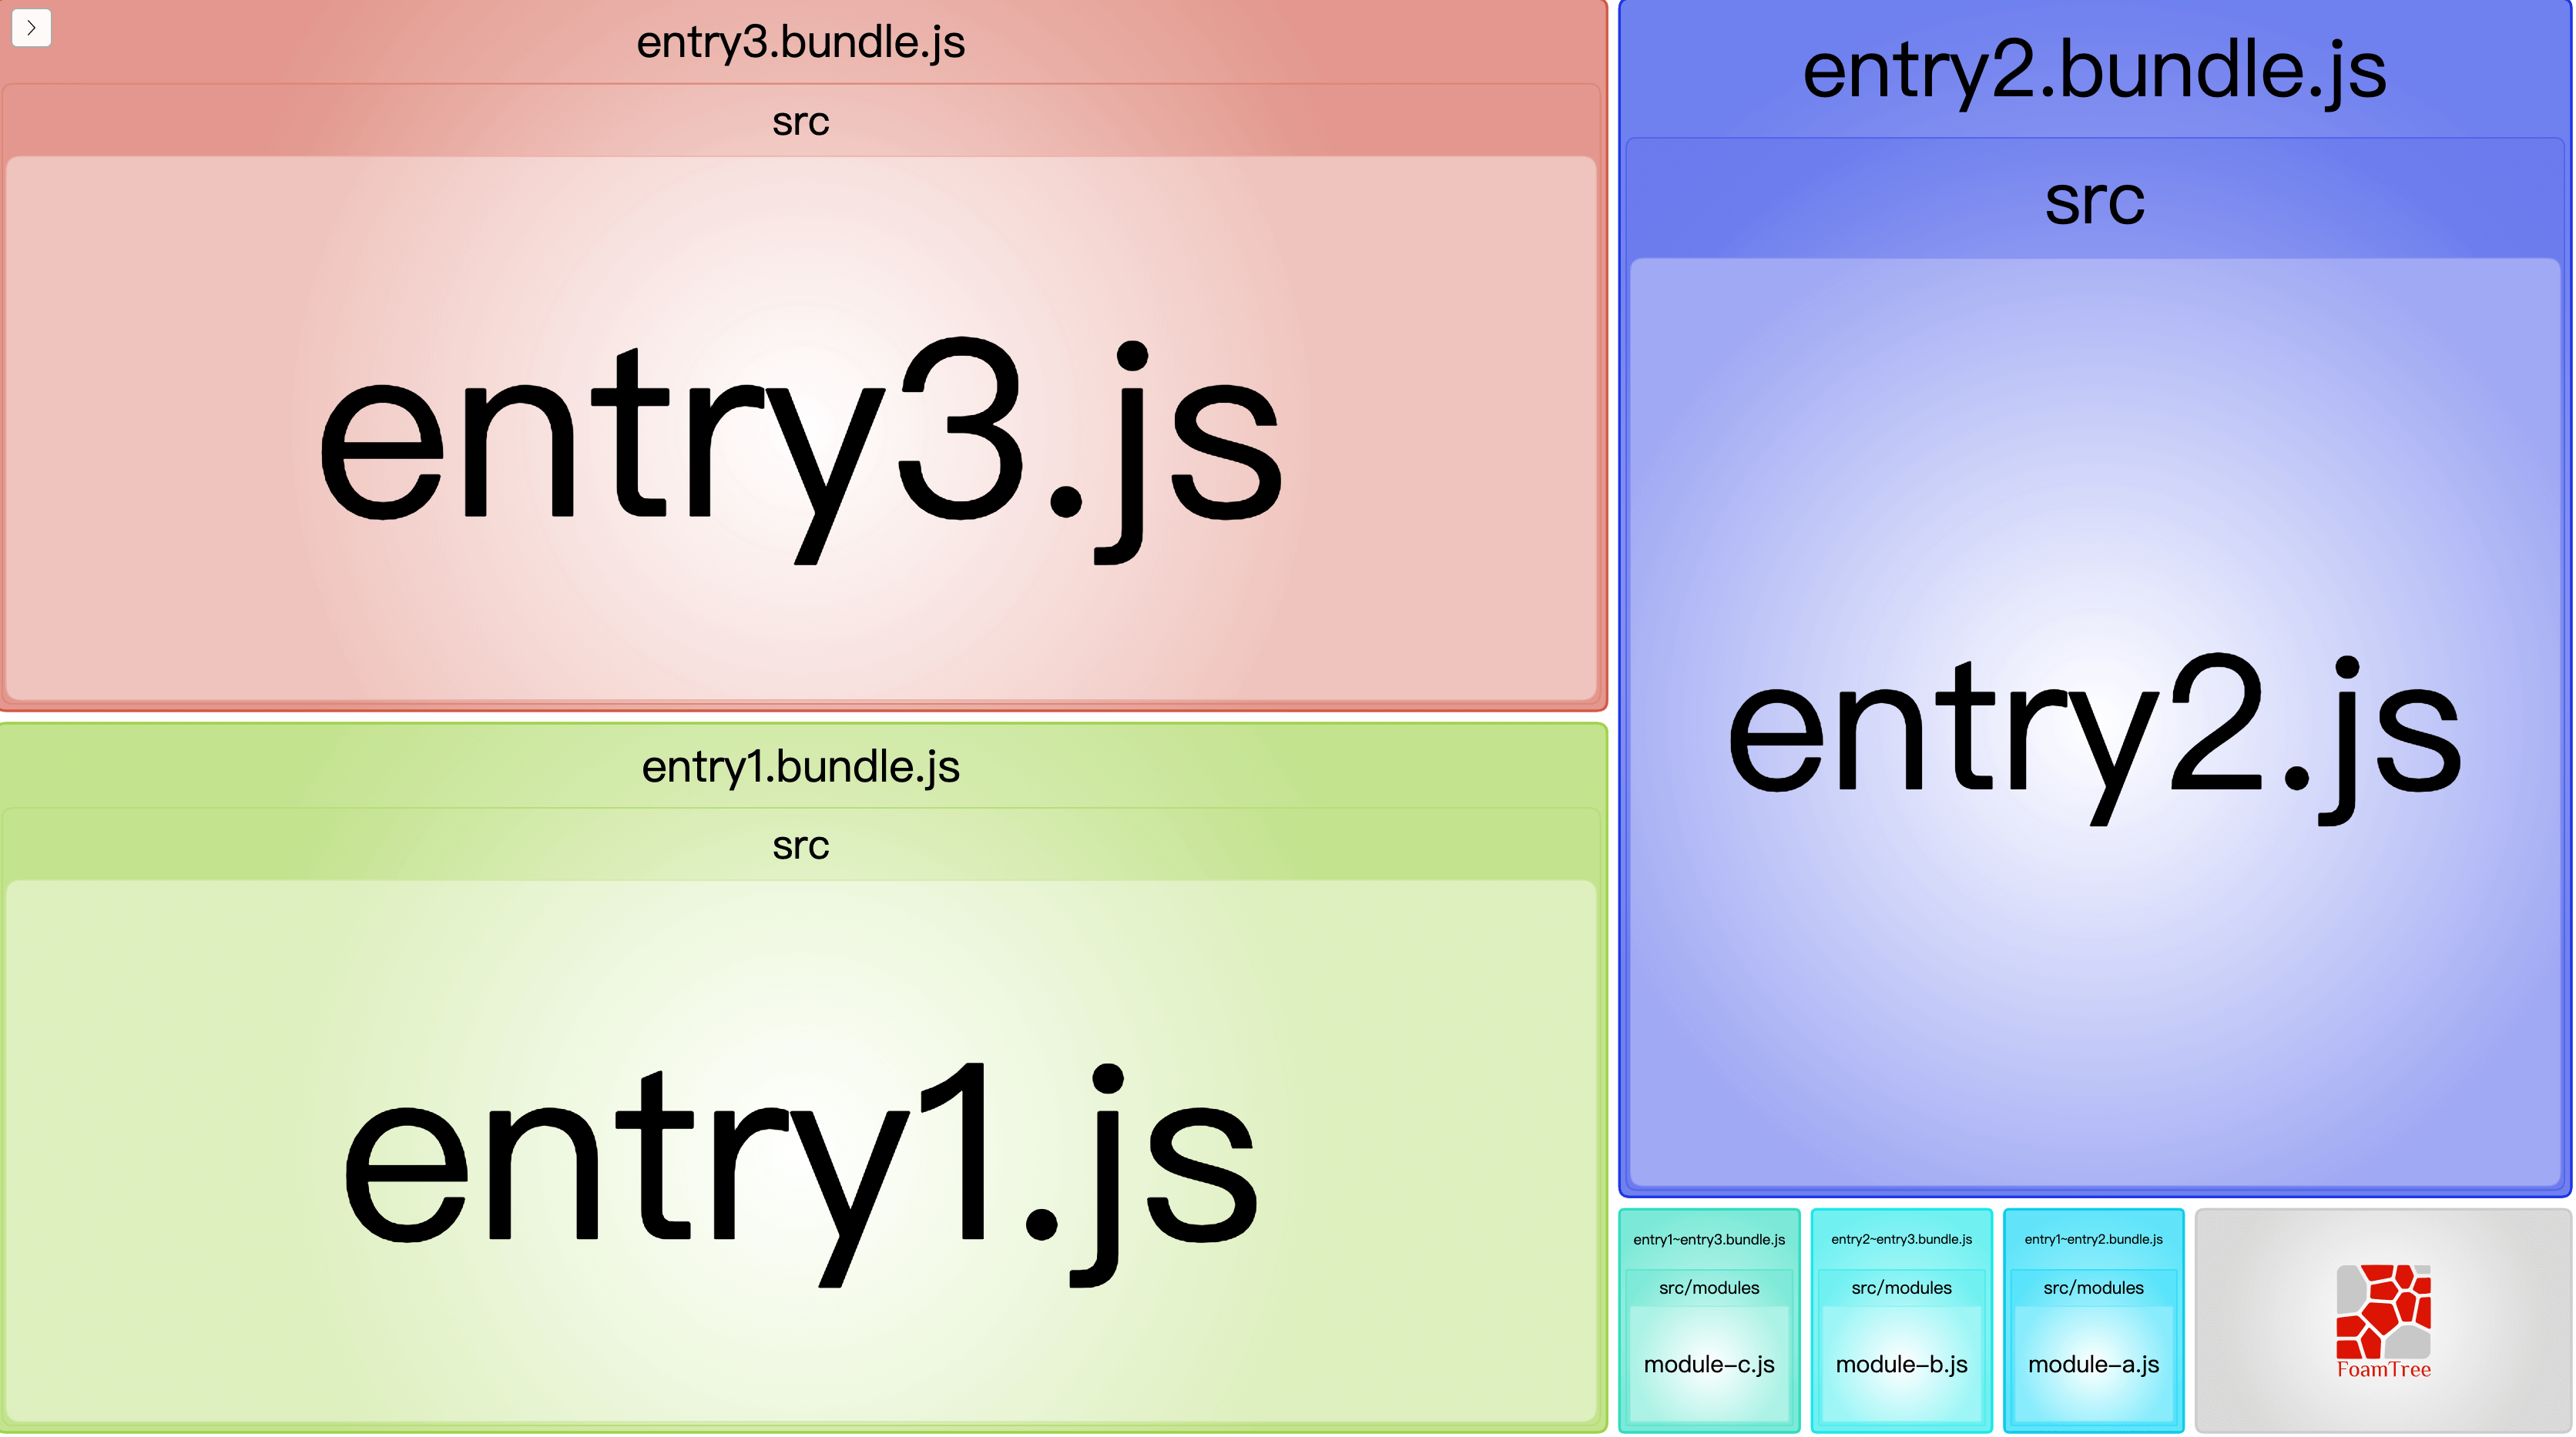 entry3.bundle.js
src
entry3.js
entry1.bundle.js
src
entry1.js
entry2.bundle.js
src
entry2.js
entry1~entry3.bundle.js
src/modules
module-c.js
entry2~entry3.bundle.js
src/modules
module-b.js
entry1~entry2.bundle.js
src/modules
module-a.js
FoamTree